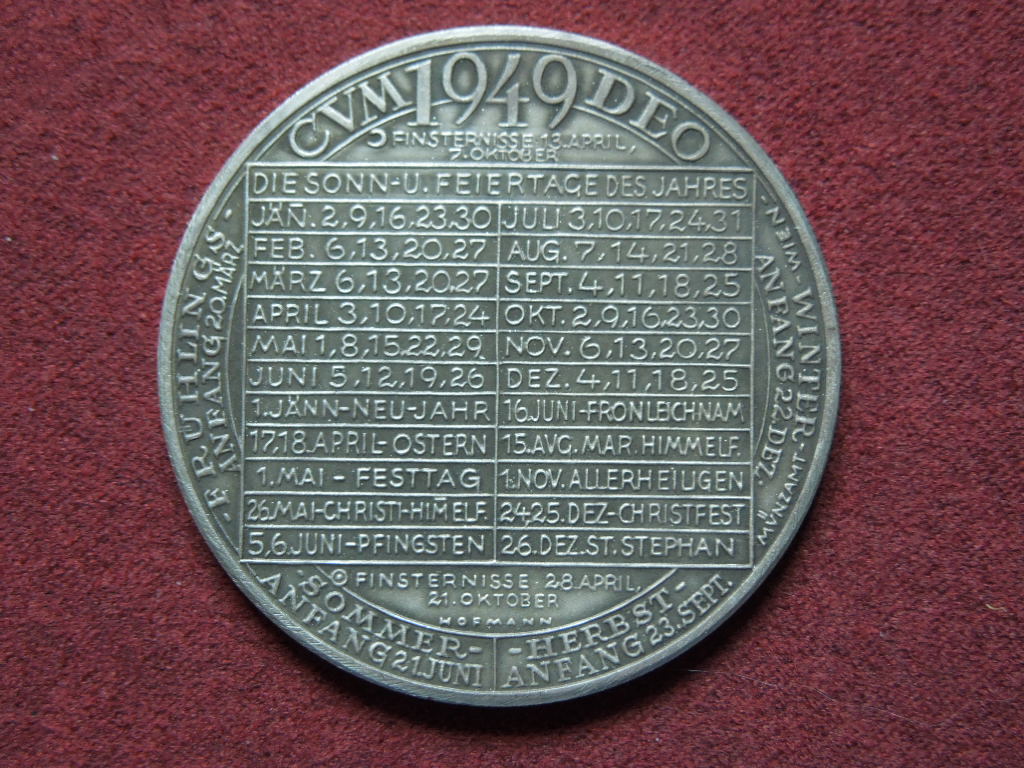 CVM 1949 DEO
FINSTERNISSE 13. APRIL,
7. OKTOBER
DIE SONN-U. FEIERTAGE DES JAHRES
JÄN̄. 2,9,16,23,30 JULI 3,10,17,24,31
FEB. 6,13,20,27 AUG. 7,14,21,28
MÄRZ 6,13,20,27 SEPT. 4,11,18,25
APRIL 3,10,17,24 OKT. 2,9,16,23,30
MAI 1,8,15,22,29 NOV. 6,13,20,27
JUNI 5,12,19,26 DEZ. 4,11,18,25
1. JÄNN-NEU-JAHR 16. JUNI-FRONLEICHNAM
17,18. APRIL-OSTERN 15. AVG. MAR. HIMMELF.
1. MAI - FESTTAG 1. NOV. ALLERHEILIGEN
26. MAI-CHRISTI-HIM̄ELF. 24,25. DEZ-CHRISTFEST
5,6. JUNI-PFINGSTEN 26. DEZ. ST. STEPHAN
FINSTERNISSE 28. APRIL,
21. OKTOBER
HOFMANN
-FRÜHLINGS-
ANFANG 20. MÄRZ
-SOMMER-
ANFANG 21. JUNI
-HERBST-
ANFANG 23. SEPT.
-WINTER-
ANFANG 22. DEZ.
-WIEN-
MÜNZAMT-